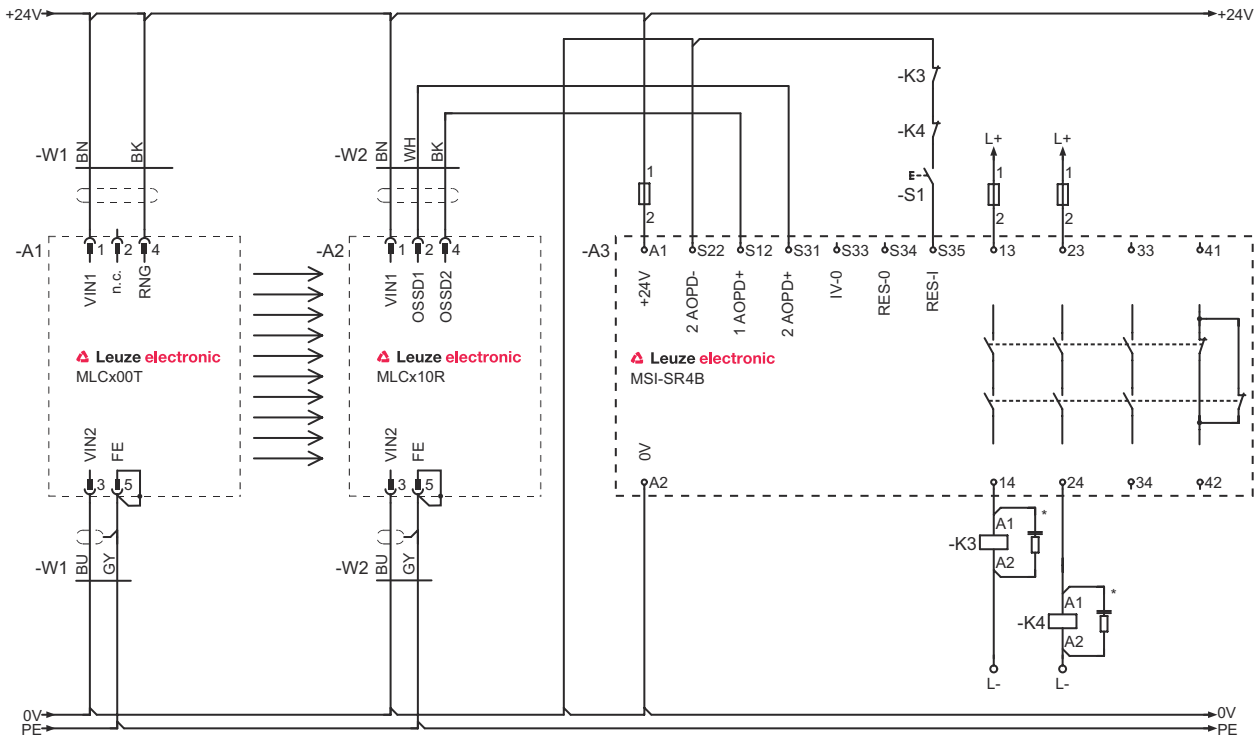 +24V +24V
-K3
-K4
L+ L+
-W1 BN BK -W2 BN WH BK
1 1 1
E
-S1
2 2 2
-A1 1 2 4 -A2 1 2 4 -A3 A1 S22 S12 S31 S33 S34 S35 13 23 33 41
VIN1 n.c. RNG VIN1 OSSD1 OSSD2 +24V 2 AOPD- 1 AOPD+ 2 AOPD+ IV-0 RES-0 RES-I
Leuze electronic Leuze electronic Leuze electronic
MLCx00T MLCx10R MSI-SR4B
VIN2 FE VIN2 FE 0V
3 5 3 5 A2 14 24 34 42
*
A1
-K3
A2
-W1 BU GY -W2 BU GY
*
A1
-K4
A2
L- L-
0V 0V
PE PE